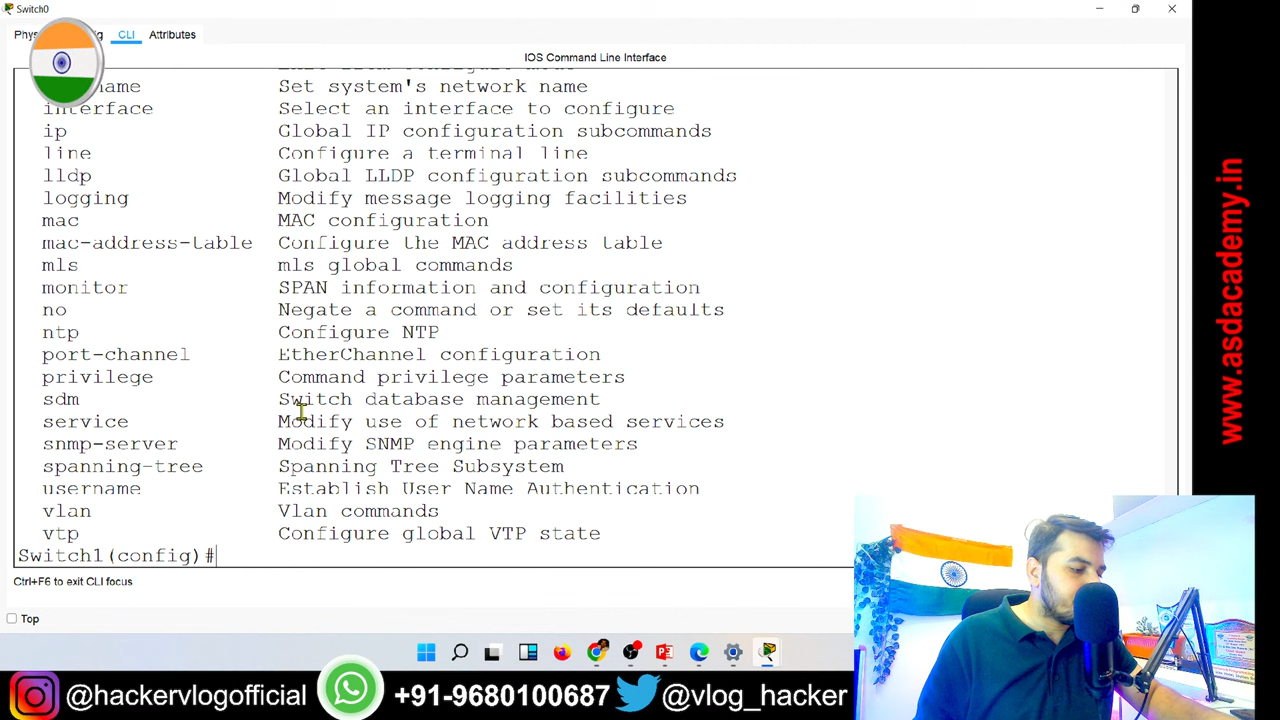 Switch0
CLI
Attributes
IOS Command Line Interface
name Set system's network name
interface Select an interface to configure
ip Global IP configuration subcommands
line Configure a terminal line
lldp Global LLDP configuration subcommands
logging Modify message logging facilities
mac MAC configuration
mac-address-table Configure the MAC address table
mls mls global commands
monitor SPAN information and configuration
no Negate a command or set its defaults
ntp Configure NTP
port-channel EtherChannel configuration
privilege Command privilege parameters
sdm Switch database management
service Modify use of network based services
snmp-server Modify SNMP engine parameters
spanning-tree Spanning Tree Subsystem
username Establish User Name Authentication
vlan Vlan commands
vtp Configure global VTP state
Switch1(config)#
Ctrl+F6 to exit CLI focus
Top
www.asdacademy.in
@hackervlogofficial
+91-9680100687
@vlog_hacker